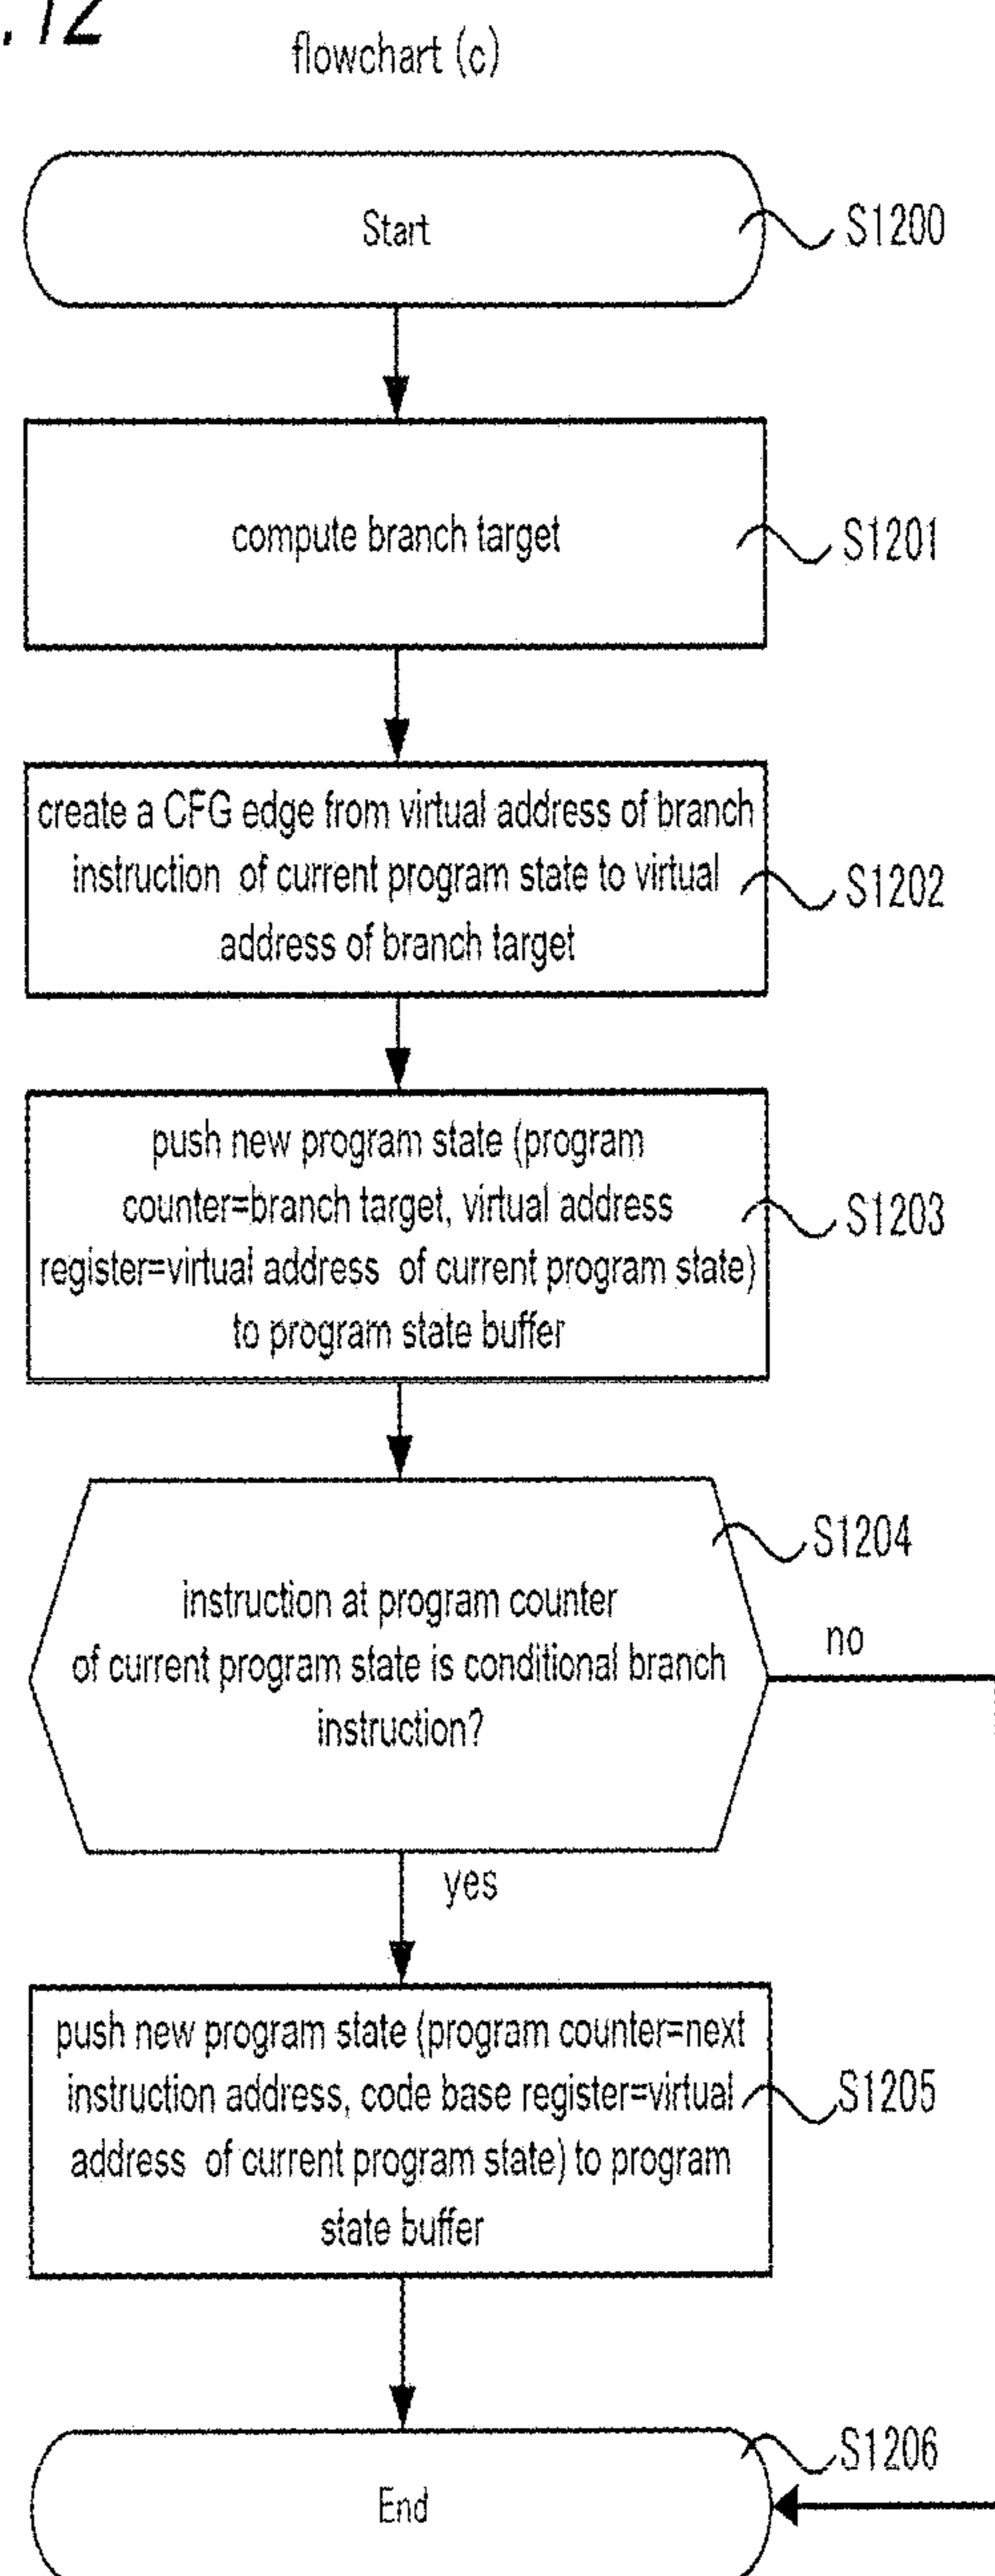 .12
flowchart (c)
Start
S1200
compute branch target
S1201
create a CFG edge from virtual address of branch
instruction of current program state to virtual
address of branch target
S1202
push new program state (program
counter=branch target, virtual address
register=virtual address of current program state)
to program state buffer
S1203
S1204
instruction at program counter
of current program state is conditional branch
instruction?
no
yes
push new program state (program counter=next
instruction address, code base register=virtual
address of current program state) to program
state buffer
S1205
S1206
End